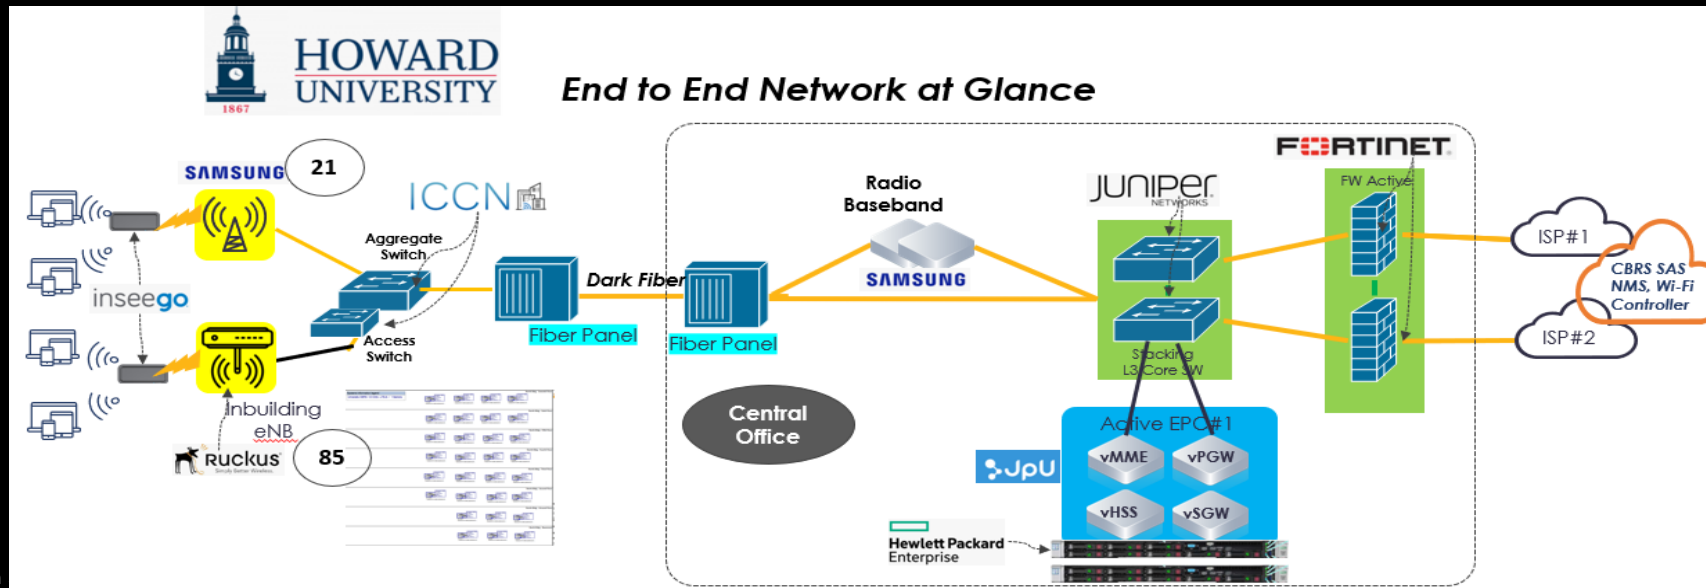 HOWARD
UNIVERSITY
1867
End to End Network at Glance
SAMSUNG
21
ICCN
Aggregate
Switch
inseego
Access
Switch
Inbuilding
eNB
RUCKUS
Simply Better Wireless.
85
Fiber Panel
Dark Fiber
Fiber Panel
Radio
Baseband
SAMSUNG
Central
Office
JUNIPER
NETWORKS
Stacking
L3 Core SW
FORTINET
FW Active
ISP#1
ISP#2
CBRS SAS
NMS, Wi-Fi
Controller
Active EPC#1
vMME
vPGW
vHSS
vSGW
JpU
Hewlett Packard
Enterprise